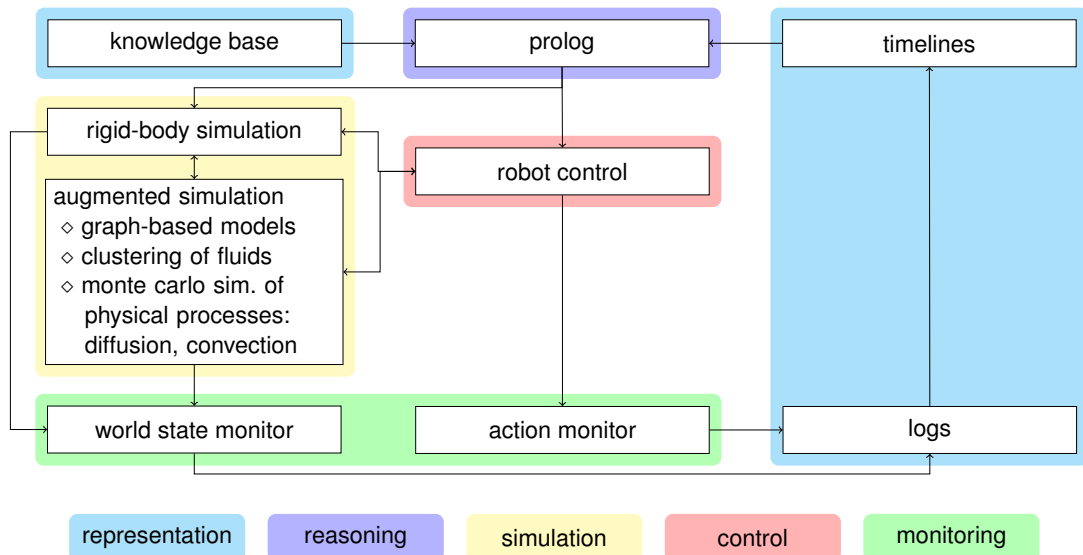 knowledge base
prolog
timelines
rigid-body simulation
robot control
augmented simulation
◇ graph-based models
◇ clustering of fluids
◇ monte carlo sim. of
physical processes:
diffusion, convection
world state monitor
action monitor
logs
representation
reasoning
simulation
control
monitoring